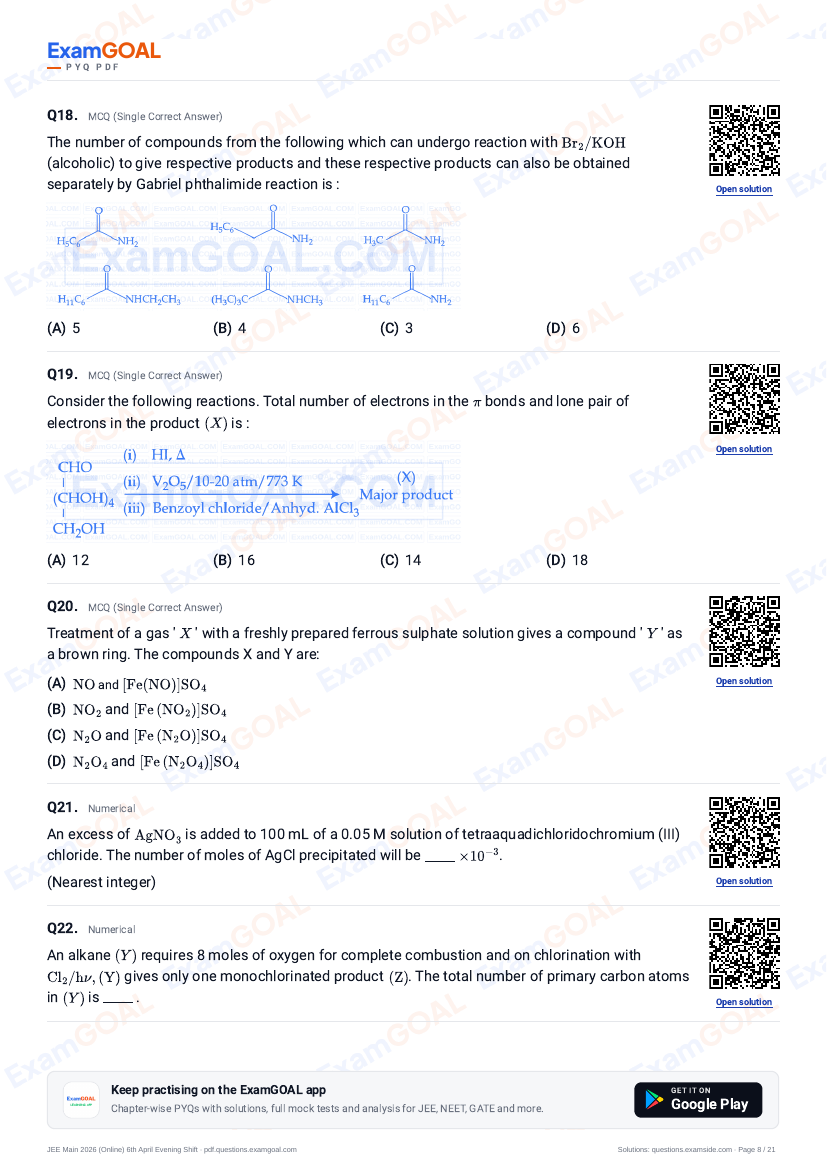 ExamGOAL
PYQ PDF
Q18. MCQ (Single Correct Answer)
The number of compounds from the following which can undergo reaction with Br₂/KOH
(alcoholic) to give respective products and these respective products can also be obtained
separately by Gabriel phthalimide reaction is :
Open solution
O O O
H₅C₆ NH₂ H₅C₆ NH₂ H₃C NH₂
ExamGOAL.COM
O O O
H₁₁C₆ NHCH₂CH₃ (H₃C)₃C NHCH₃ H₁₁C₆ NH₂
(A) 5 (B) 4 (C) 3 (D) 6
Q19. MCQ (Single Correct Answer)
Consider the following reactions. Total number of electrons in the π bonds and lone pair of
electrons in the product (X) is :
Open solution
CHO
(CHOH)₄
CH₂OH
(i) HI, Δ
(ii) V₂O₅/10-20 atm/773 K
(iii) Benzoyl chloride/Anhyd. AlCl₃
(X)
Major product
(A) 12 (B) 16 (C) 14 (D) 18
Q20. MCQ (Single Correct Answer)
Treatment of a gas ' X ' with a freshly prepared ferrous sulphate solution gives a compound ' Y ' as
a brown ring. The compounds X and Y are:
Open solution
(A) NO and [Fe(NO)]SO₄
(B) NO₂ and [Fe (NO₂)]SO₄
(C) N₂O and [Fe (N₂O)]SO₄
(D) N₂O₄ and [Fe (N₂O₄)]SO₄
Q21. Numerical
An excess of AgNO₃ is added to 100 mL of a 0.05 M solution of tetraaquadichloridochromium (III)
chloride. The number of moles of AgCl precipitated will be ____ ×10⁻³.
(Nearest integer)
Open solution
Q22. Numerical
An alkane (Y) requires 8 moles of oxygen for complete combustion and on chlorination with
Cl₂/hν, (Y) gives only one monochlorinated product (Z). The total number of primary carbon atoms
in (Y) is ____ .
Open solution
Keep practising on the ExamGOAL app
Chapter-wise PYQs with solutions, full mock tests and analysis for JEE, NEET, GATE and more.
GET IT ON
Google Play
JEE Main 2026 (Online) 6th April Evening Shift · pdf.questions.examgoal.com
Solutions: questions.examside.com · Page 8 / 21